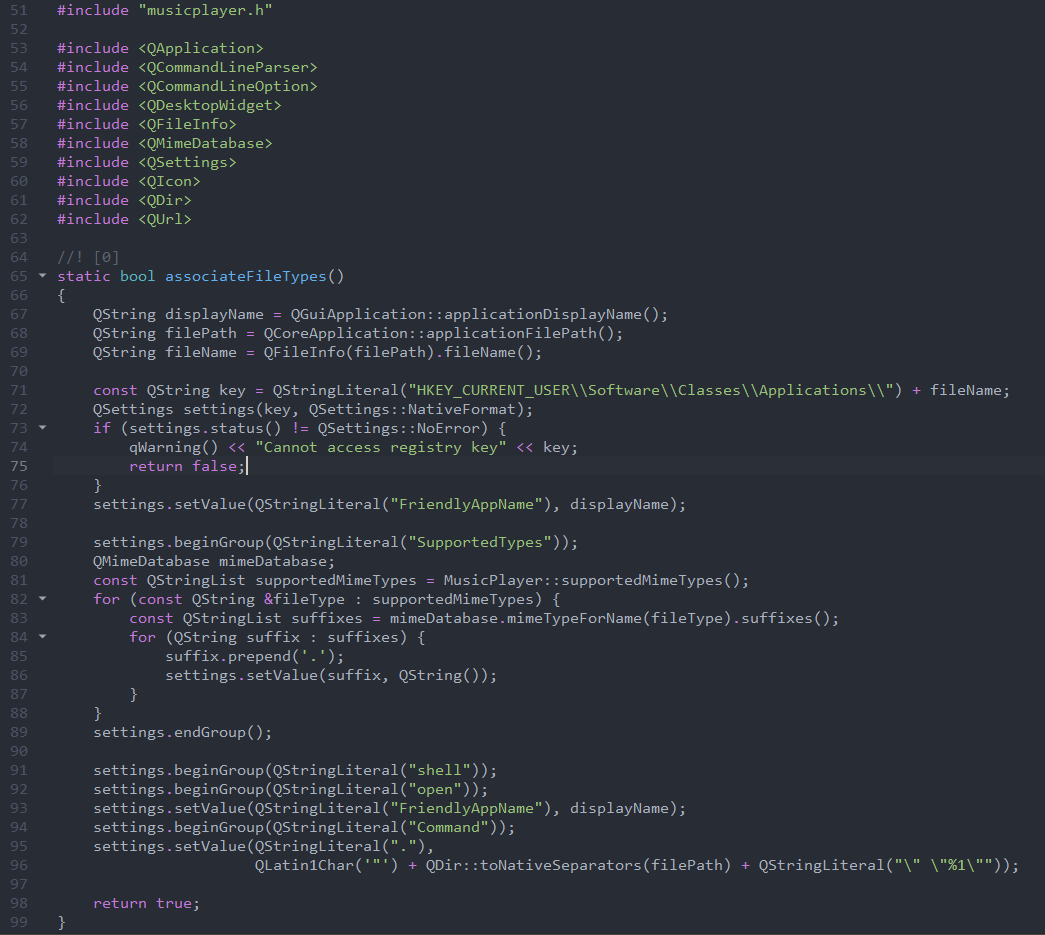 51 #include "musicplayer.h"
52
53 #include <QApplication>
54 #include <QCommandLineParser>
55 #include <QCommandLineOption>
56 #include <QDesktopWidget>
57 #include <QFileInfo>
58 #include <QMimeDatabase>
59 #include <QSettings>
60 #include <QIcon>
61 #include <QDir>
62 #include <QUrl>
63
64 //! [0]
65 static bool associateFileTypes()
66 {
67     QString displayName = QGuiApplication::applicationDisplayName();
68     QString filePath = QCoreApplication::applicationFilePath();
69     QString fileName = QFileInfo(filePath).fileName();
70
71     const QString key = QStringLiteral("HKEY_CURRENT_USER\\Software\\Classes\\Applications\\") + fileName;
72     QSettings settings(key, QSettings::NativeFormat);
73     if (settings.status() != QSettings::NoError) {
74         qWarning() << "Cannot access registry key" << key;
75         return false;
76     }
77     settings.setValue(QStringLiteral("FriendlyAppName"), displayName);
78
79     settings.beginGroup(QStringLiteral("SupportedTypes"));
80     QMimeDatabase mimeDatabase;
81     const QStringList supportedMimeTypes = MusicPlayer::supportedMimeTypes();
82     for (const QString &fileType : supportedMimeTypes) {
83         const QStringList suffixes = mimeDatabase.mimeTypeForName(fileType).suffixes();
84         for (QString suffix : suffixes) {
85             suffix.prepend('.');
86             settings.setValue(suffix, QString());
87         }
88     }
89     settings.endGroup();
90
91     settings.beginGroup(QStringLiteral("shell"));
92     settings.beginGroup(QStringLiteral("open"));
93     settings.setValue(QStringLiteral("FriendlyAppName"), displayName);
94     settings.beginGroup(QStringLiteral("Command"));
95     settings.setValue(QStringLiteral("."),
96                       QLatin1Char('"') + QDir::toNativeSeparators(filePath) + QStringLiteral("\" \"%1\""));
97
98     return true;
99 }